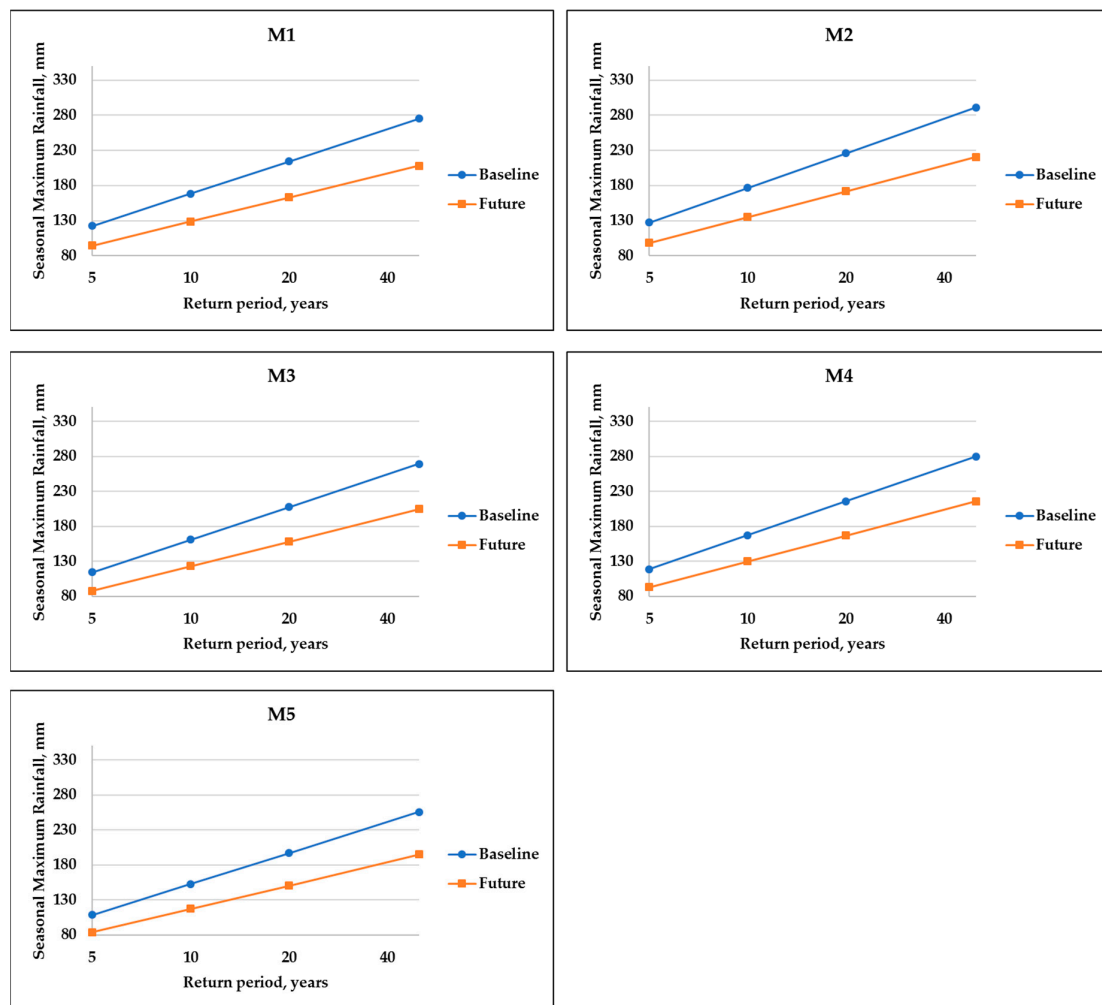 M1
Seasonal Maximum Rainfall, mm
330
280
230
180
130
80
5 10 20 40
Return period, years
Baseline
Future
M2
Seasonal Maximum Rainfall, mm
330
280
230
180
130
80
5 10 20 40
Return period, years
Baseline
Future
M3
Seasonal Maximum Rainfall, mm
330
280
230
180
130
80
5 10 20 40
Return period, years
Baseline
Future
M4
Seasonal Maximum Rainfall, mm
330
280
230
180
130
80
5 10 20 40
Return period, years
Baseline
Future
M5
Seasonal Maximum Rainfall, mm
330
280
230
180
130
80
5 10 20 40
Return period, years
Baseline
Future